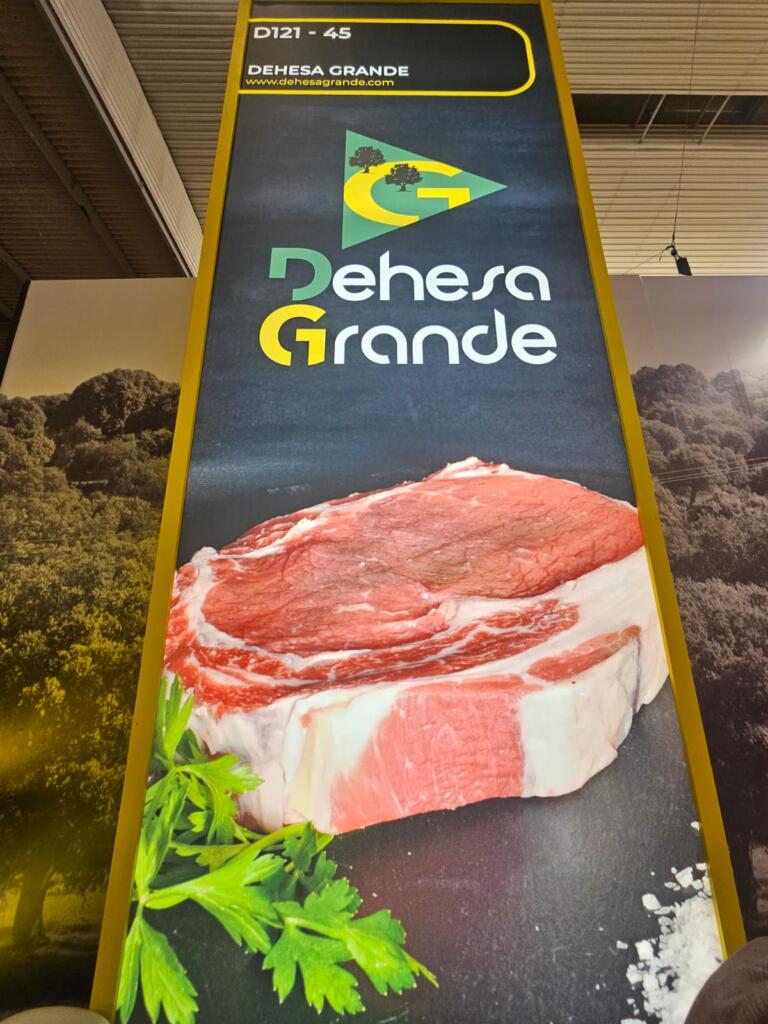 D121 - 45
DEHESA GRANDE
www.dehesagrande.com
G
Dehesa
Grande